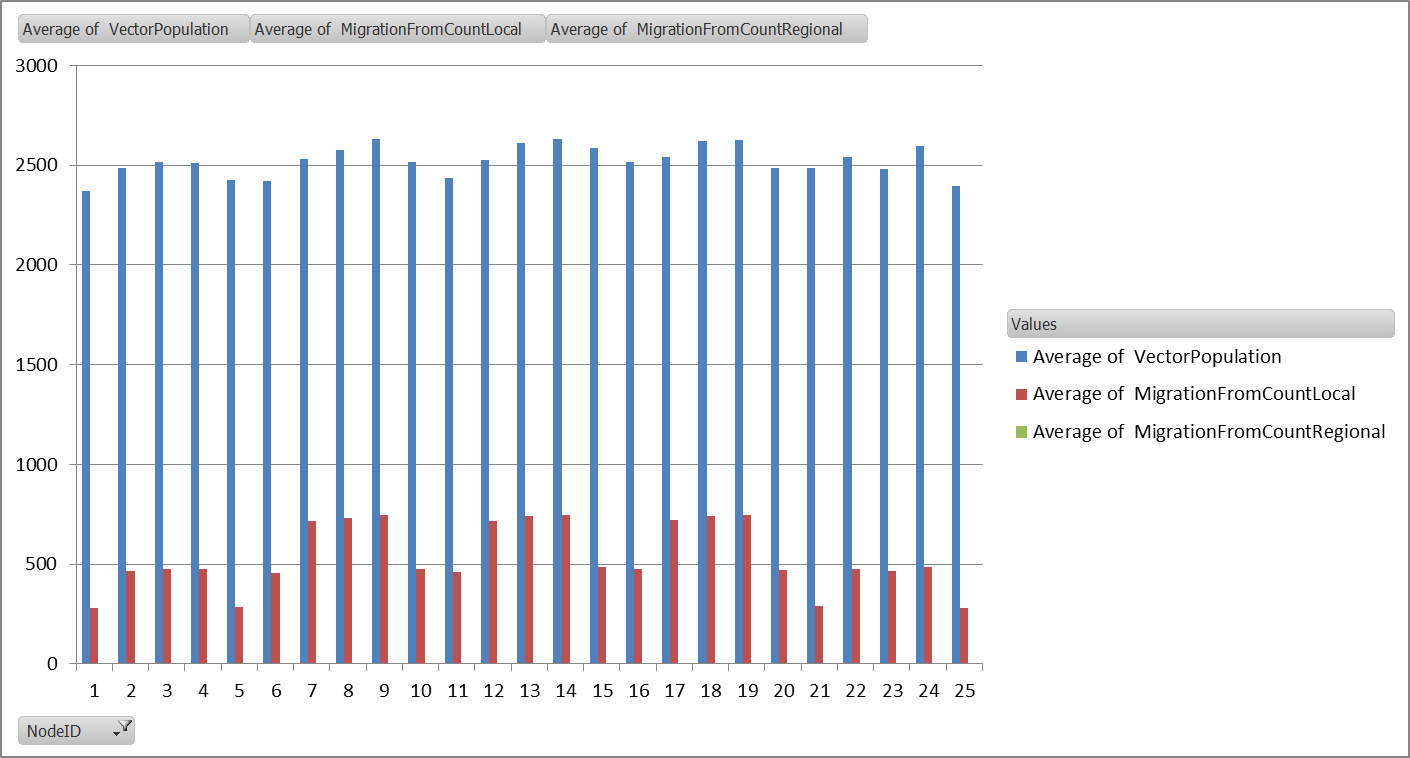 Average of VectorPopulation Average of MigrationFromCountLocal Average of MigrationFromCountRegional
3000
2500
2000
1500
1000
500
0
1 2 3 4 5 6 7 8 9 10 11 12 13 14 15 16 17 18 19 20 21 22 23 24 25
Values
Average of VectorPopulation
Average of MigrationFromCountLocal
Average of MigrationFromCountRegional
NodeID